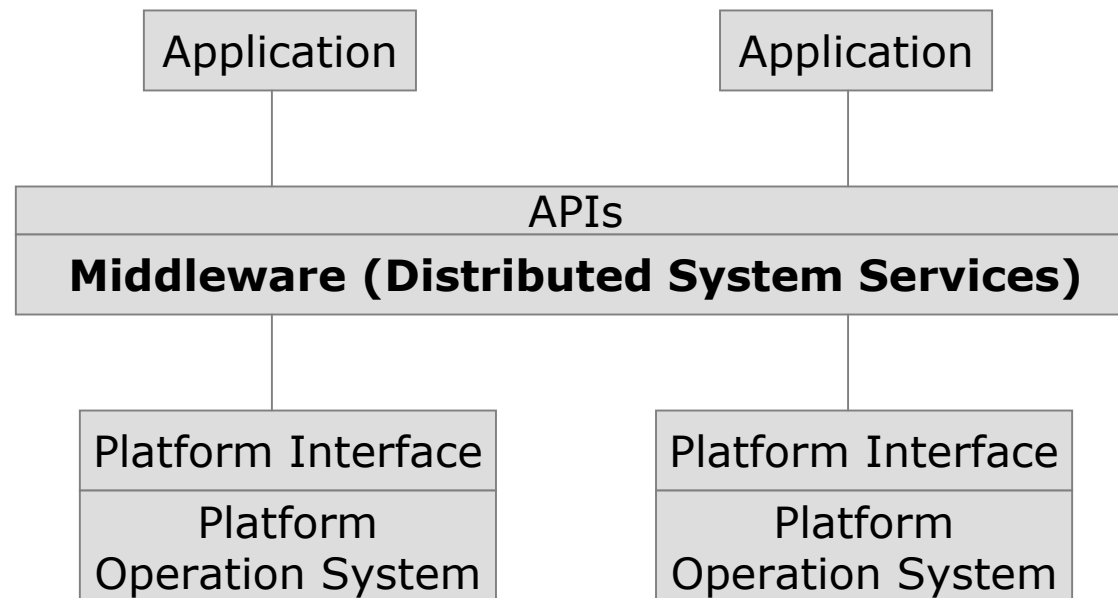 Application
Application
APIs
Middleware (Distributed System Services)
Platform Interface
Platform
Operation System
Platform Interface
Platform
Operation System